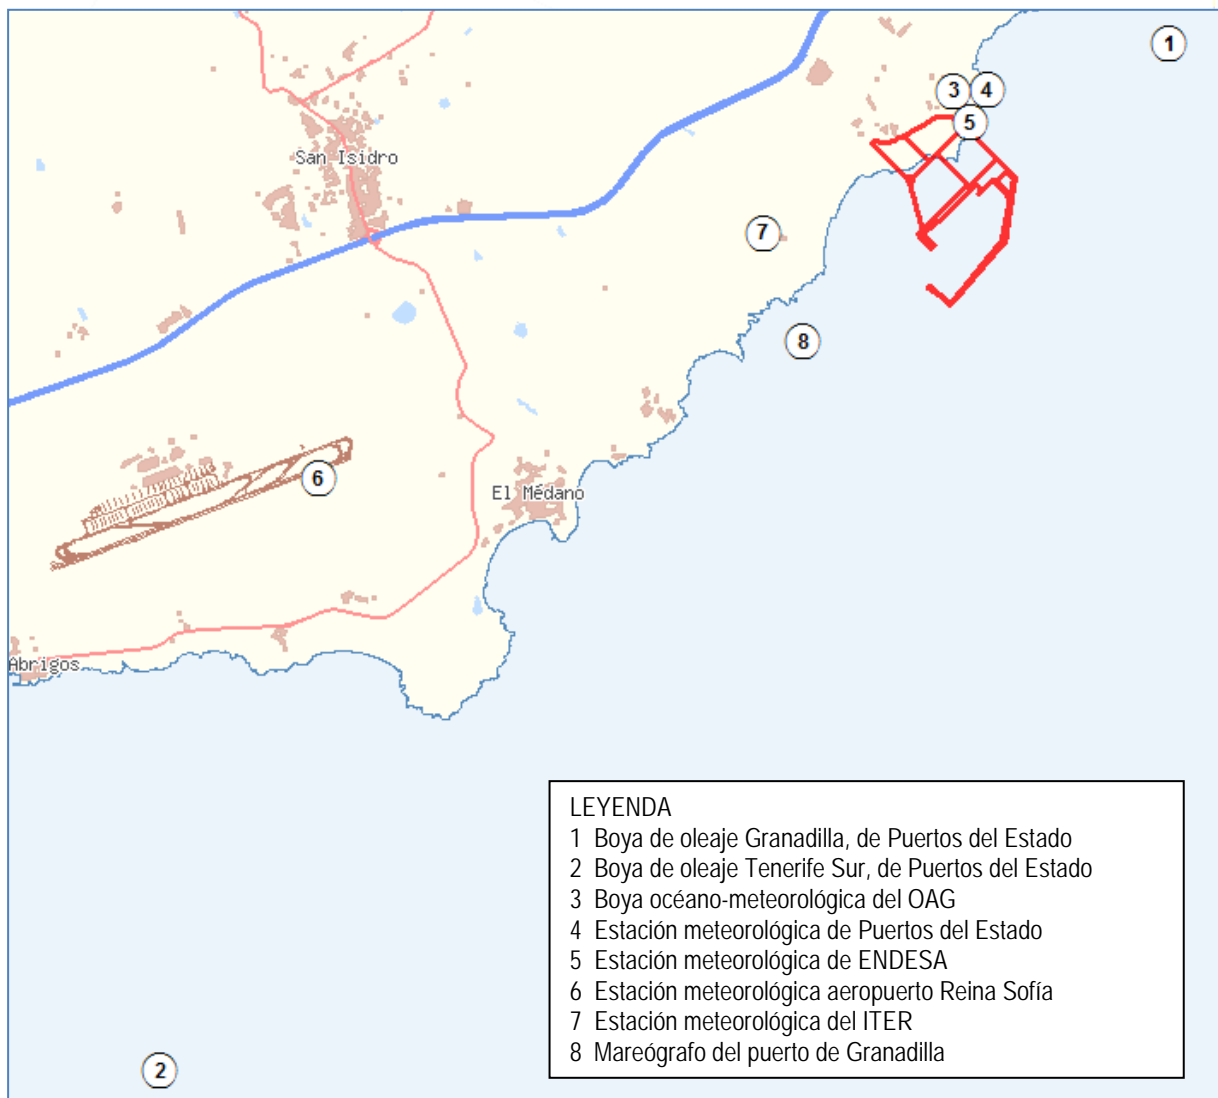 1
3
4
5
San Isidro
7
8
6
El Médano
Abrigos
LEYENDA
1 Boya de oleaje Granadilla, de Puertos del Estado
2 Boya de oleaje Tenerife Sur, de Puertos del Estado
3 Boya océano-meteorológica del OAG
4 Estación meteorológica de Puertos del Estado
5 Estación meteorológica de ENDESA
6 Estación meteorológica aeropuerto Reina Sofía
7 Estación meteorológica del ITER
8 Mareógrafo del puerto de Granadilla
2